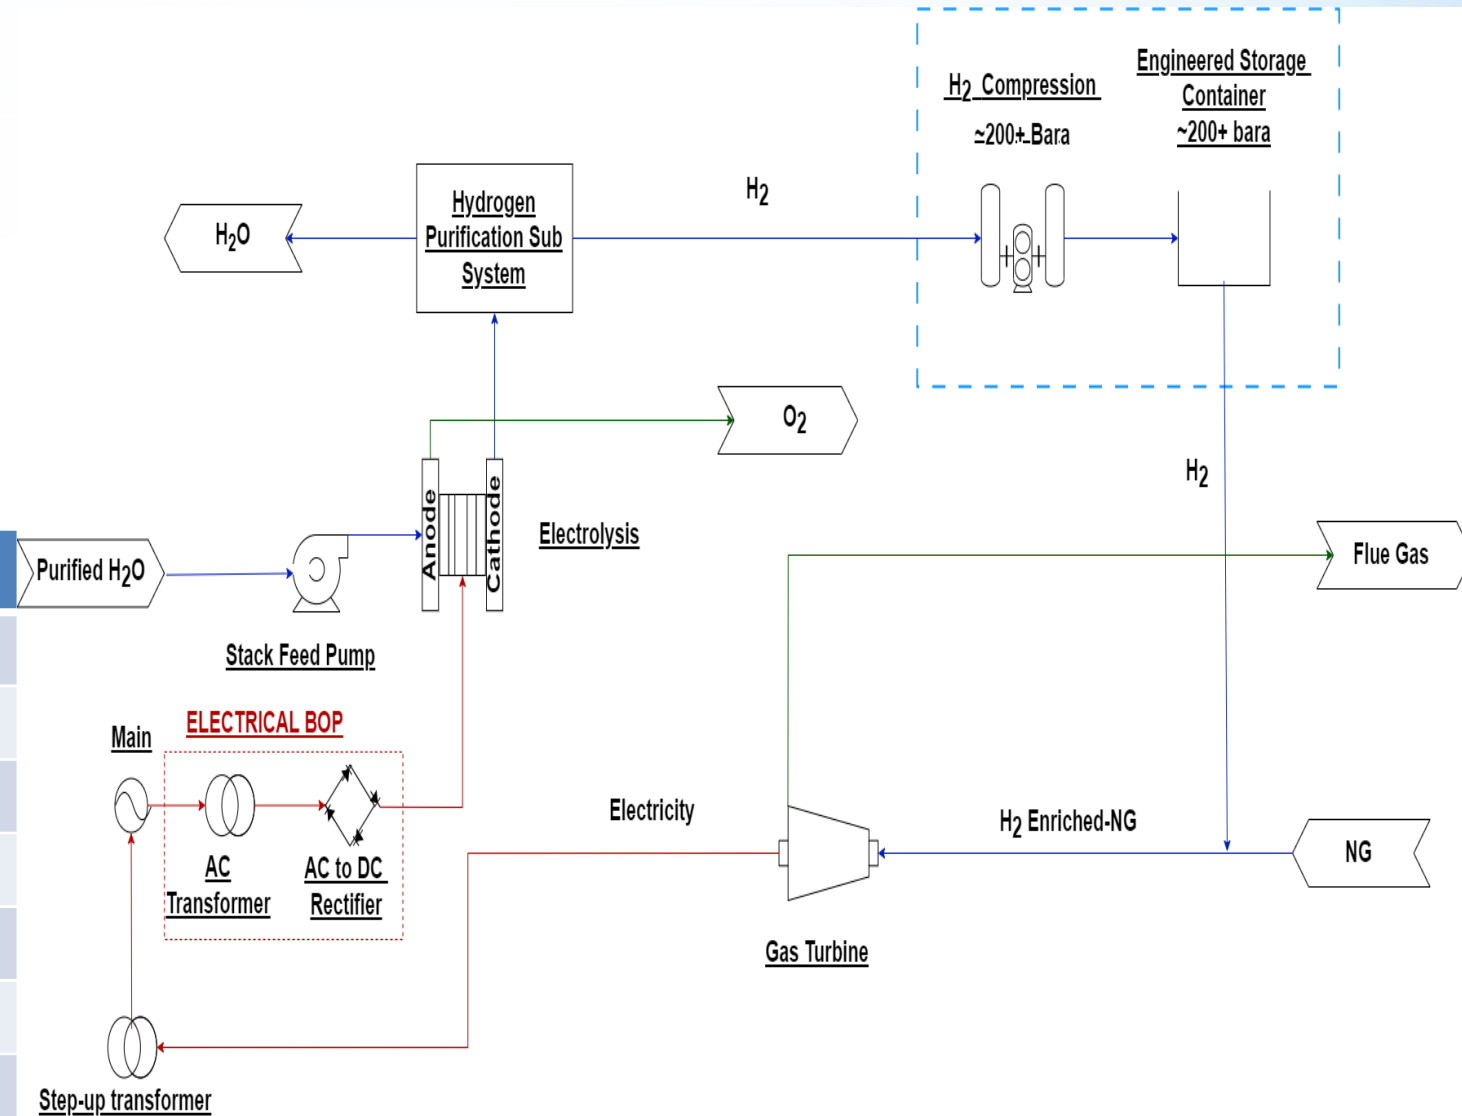 H2 Compression
~200+ Bara
Engineered Storage
Container
~200+ bara
Hydrogen
Purification Sub
System
H2O
H2
O2
H2
Anode
Cathode
Electrolysis
Purified H2O
Flue Gas
Stack Feed Pump
ELECTRICAL BOP
Main
Electricity
H2 Enriched-NG
NG
AC
Transformer
AC to DC
Rectifier
Gas Turbine
Step-up transformer